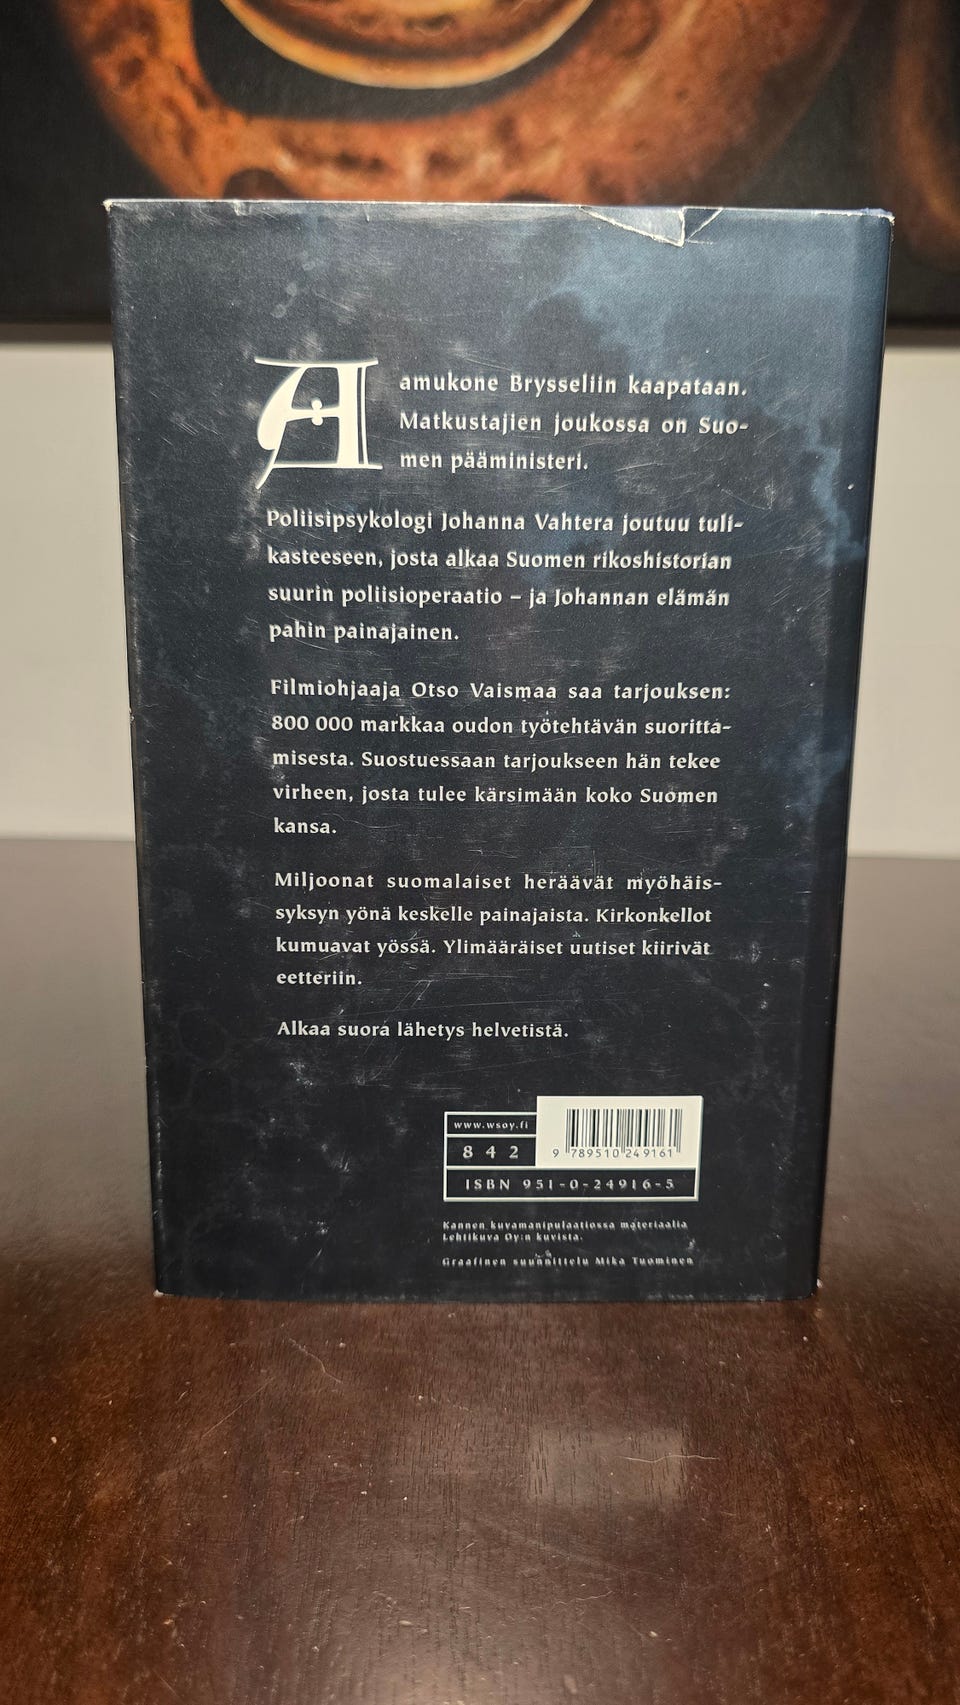 Aamukone Brysseliin kaapataan.
Matkustajien joukossa on Suo-
men pääministeri.
Poliisipsykologi Johanna Vahtera joutuu tuli-
kasteeseen, josta alkaa Suomen rikoshistorian
suurin poliisioperaatio – ja Johannan elämän
pahin painajainen.
Filmiohjaaja Otso Vaismaa saa tarjouksen:
800 000 markkaa oudon työtehtävän suoritta-
misesta. Suostuessaan tarjoukseen hän tekee
virheen, josta tulee kärsimään koko Suomen
kansa.
Miljoonat suomalaiset heräävät myöhäis-
syksyn yönä keskelle painajaista. Kirkonkellot
kumuavat yössä. Ylimääräiset uutiset kiirivät
eetteriin.
Alkaa suora lähetys helvetistä.
www.wsoy.fi
842
9 789510 249161
ISBN 951-0-24916-5
Kannen kuvamanipulaatiossa materiaalia
Lehtikuva Oy:n kuvista.
Graafinen suunnittelu Mika Tuominen